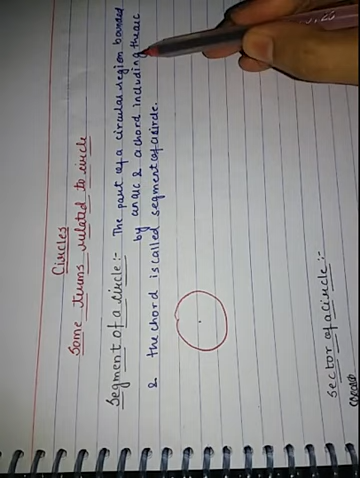 Circles
Some terms related to circle
Segment of a circle:- The part of a circular region bounded
by an arc & a chord including the arc
& the chord is called segment of a circle.
Sector of a circle:-